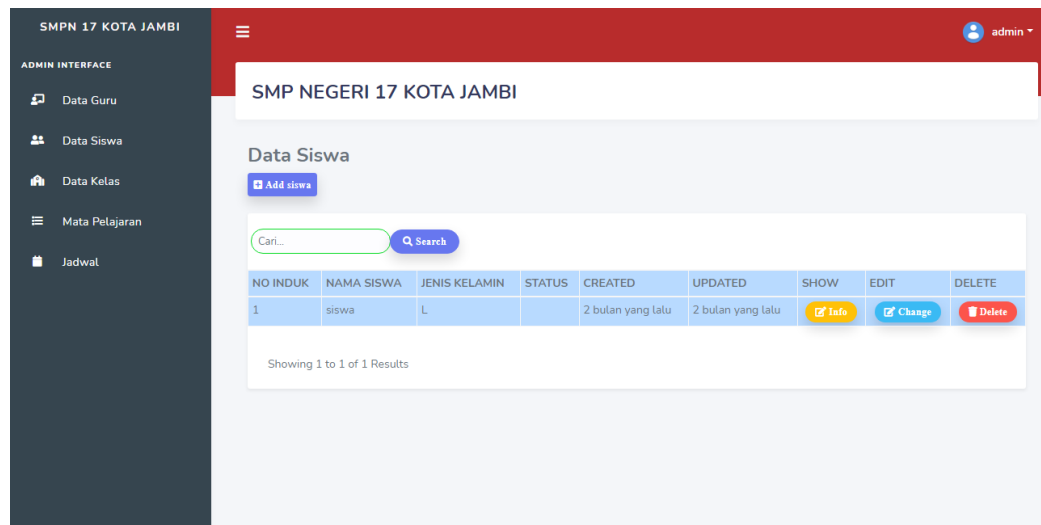 SMPN 17 KOTA JAMBI
admin
ADMIN INTERFACE
Data Guru
Data Siswa
Data Kelas
Mata Pelajaran
Jadwal
SMP NEGERI 17 KOTA JAMBI
Data Siswa
Add siswa
Cari... Search
NO INDUK NAMA SISWA JENIS KELAMIN STATUS CREATED UPDATED SHOW EDIT DELETE
1 siswa L 2 bulan yang lalu 2 bulan yang lalu Info Change Delete
Showing 1 to 1 of 1 Results